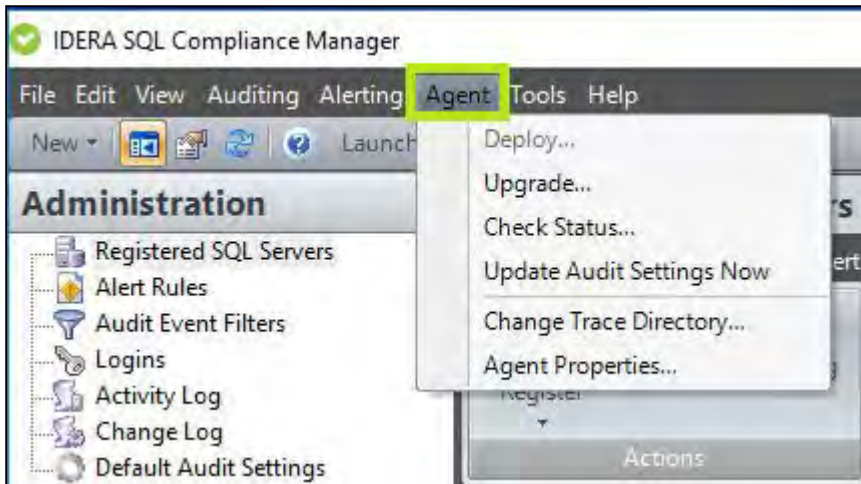 IDERA SQL Compliance Manager
File Edit View Auditing Alerting Agent Tools Help
New Launch
Deploy...
Upgrade...
Check Status...
Update Audit Settings Now
Change Trace Directory...
Agent Properties...
Administration
Registered SQL Servers
Alert Rules
Audit Event Filters
Logins
Activity Log
Change Log
Default Audit Settings
Register
Actions